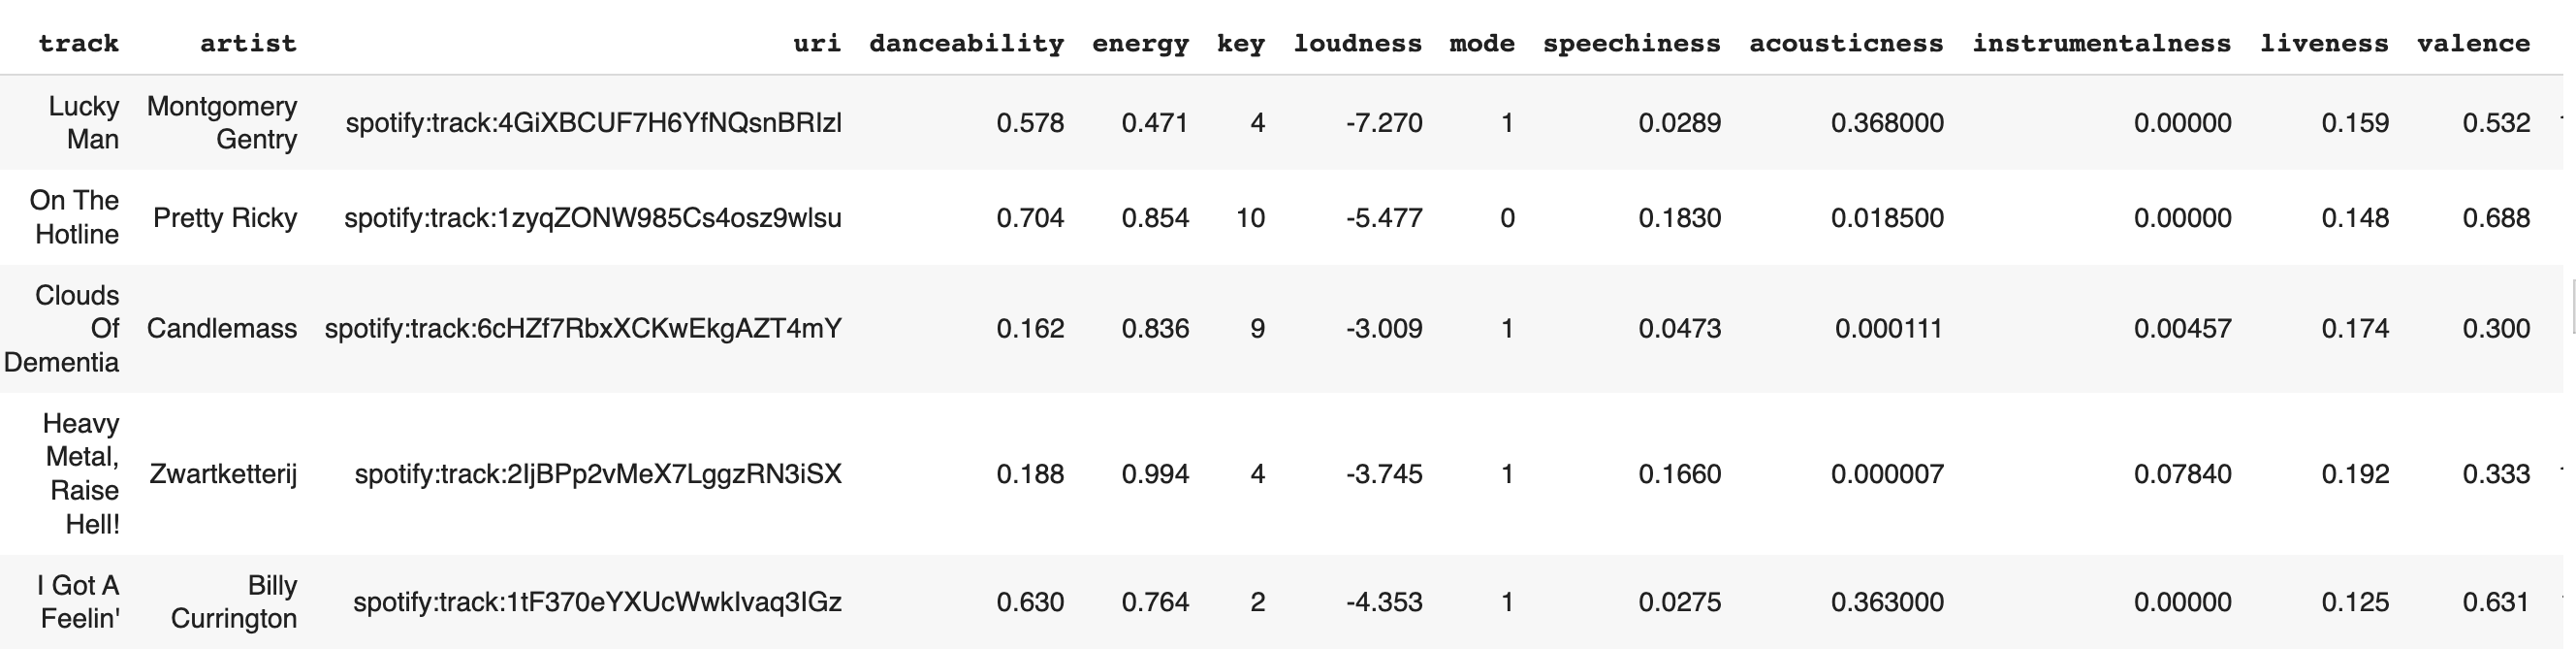 track artist uri danceability energy key loudness mode speechiness acousticness instrumentalness liveness valence
Lucky Man Montgomery Gentry spotify:track:4GiXBCUF7H6YfNQsnBRIzl 0.578 0.471 4 -7.270 1 0.0289 0.368000 0.00000 0.159 0.532
On The Hotline Pretty Ricky spotify:track:1zyqZONW985Cs4osz9wlsu 0.704 0.854 10 -5.477 0 0.1830 0.018500 0.00000 0.148 0.688
Clouds Of Dementia Candlemass spotify:track:6cHZf7RbxXCKwEkgAZT4mY 0.162 0.836 9 -3.009 1 0.0473 0.000111 0.00457 0.174 0.300
Heavy Metal, Raise Hell! Zwartketterij spotify:track:2IjBPp2vMeX7LggzRN3iSX 0.188 0.994 4 -3.745 1 0.1660 0.000007 0.07840 0.192 0.333
I Got A Feelin' Billy Currington spotify:track:1tF370eYXUcWwkIvaq3IGz 0.630 0.764 2 -4.353 1 0.0275 0.363000 0.00000 0.125 0.631